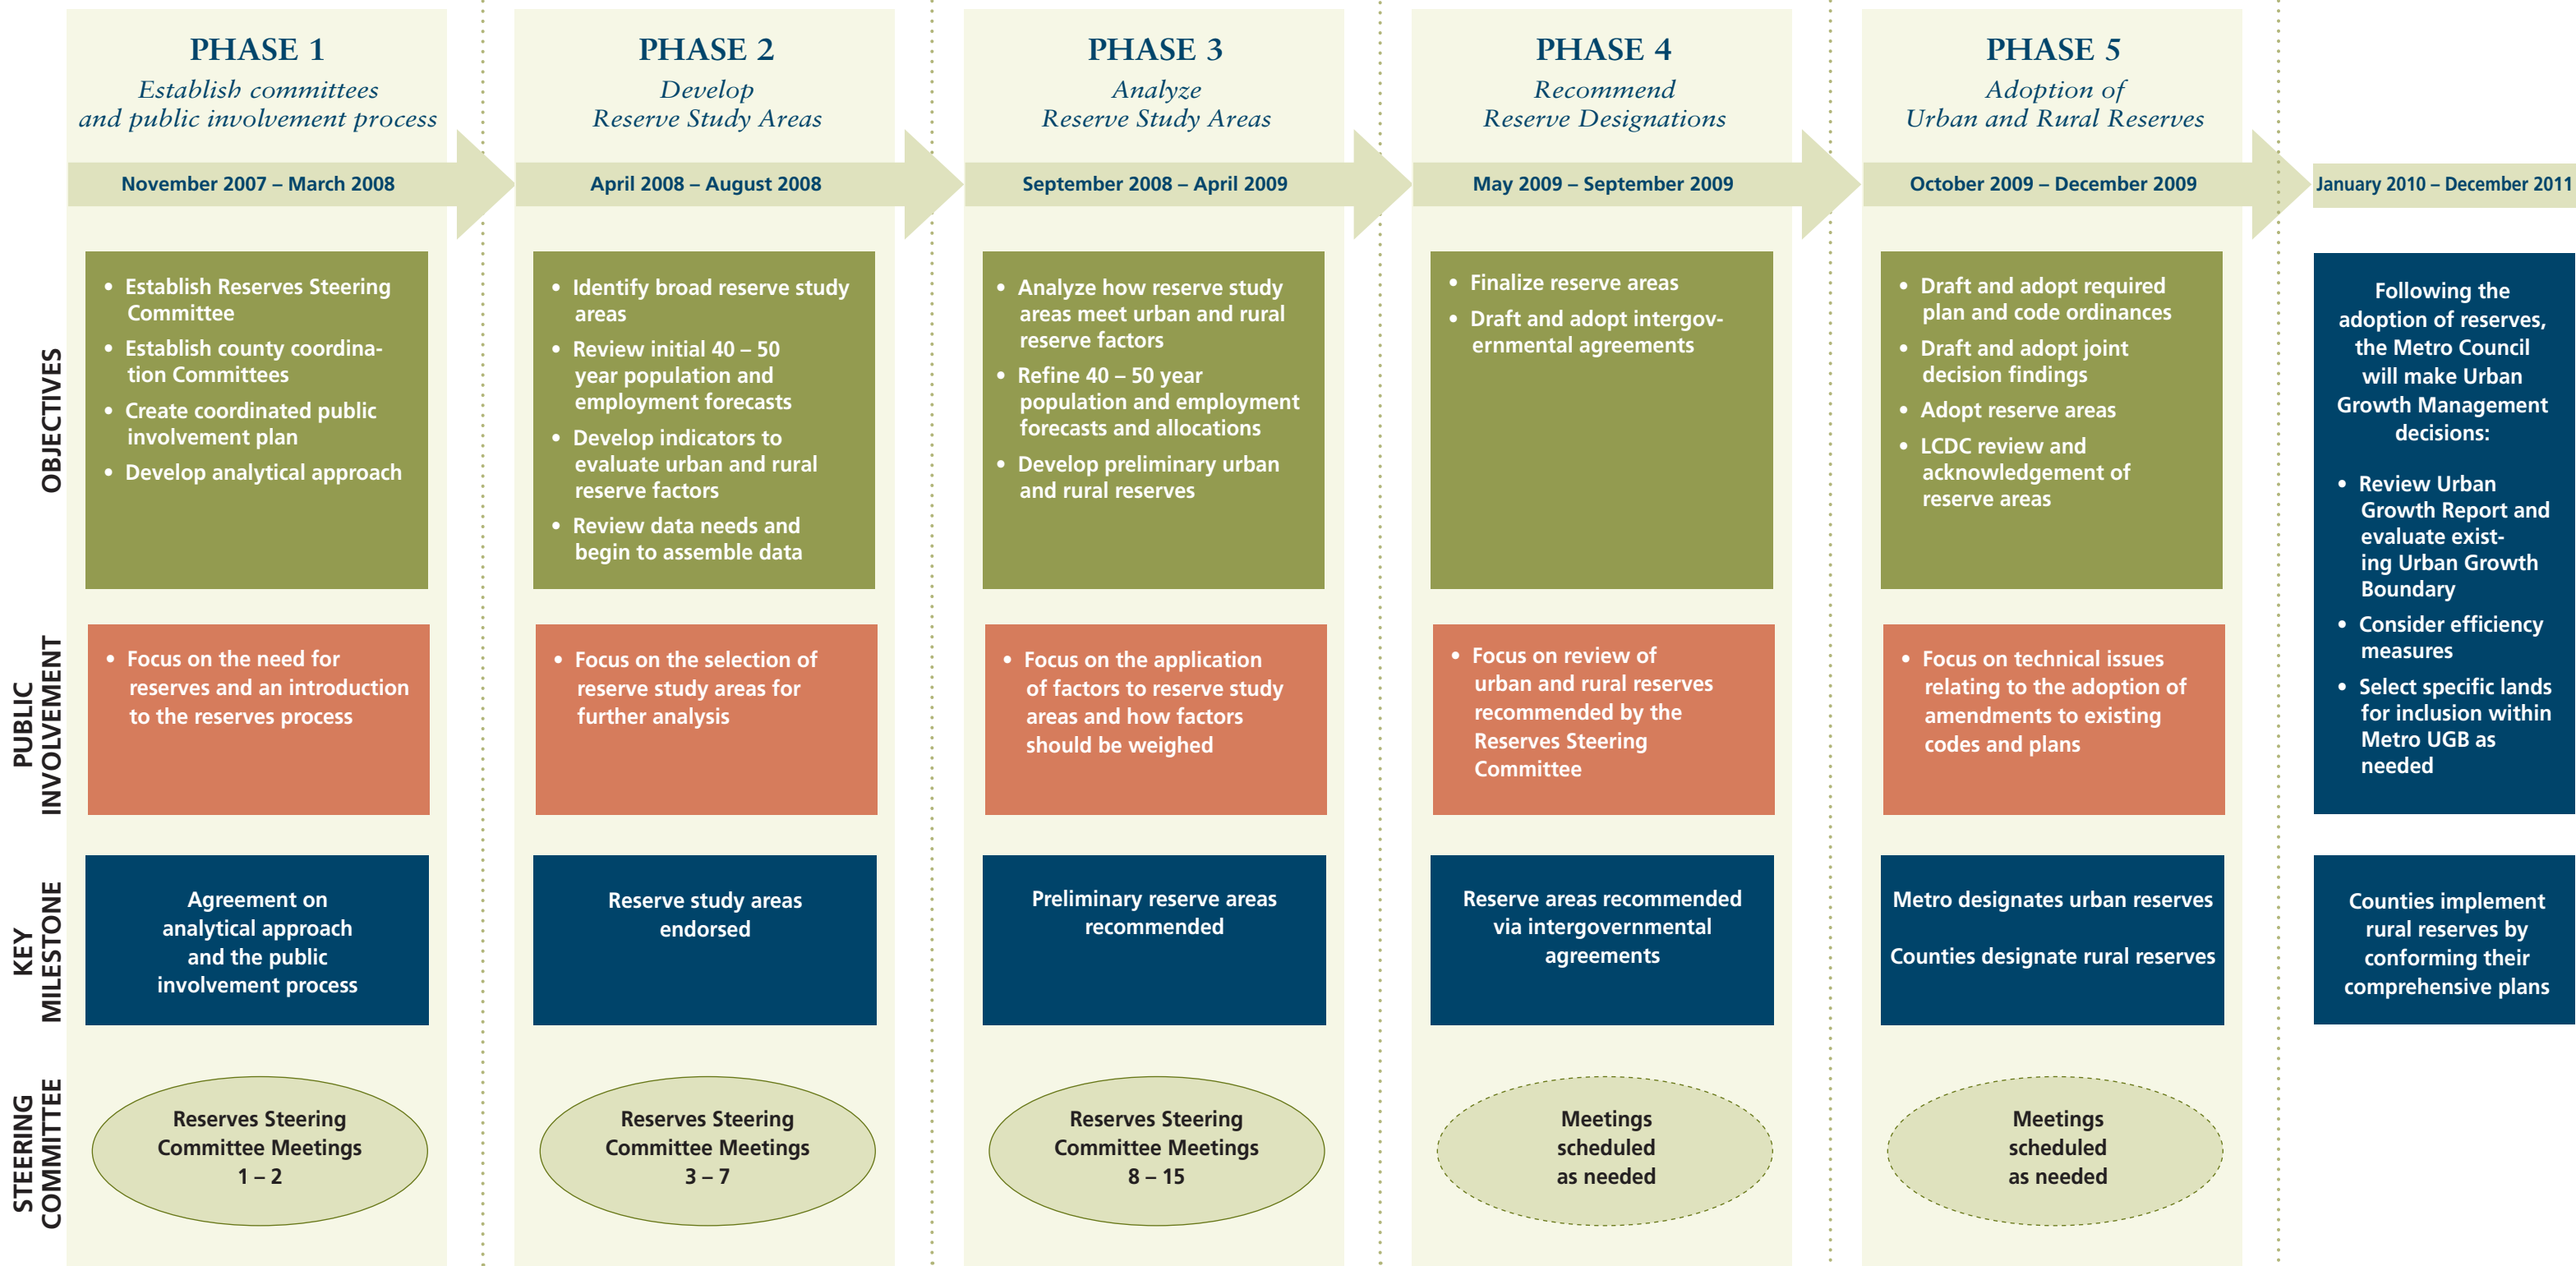 PHASE 1
Establish committees
and public involvement process
November 2007 – March 2008
PHASE 2
Develop
Reserve Study Areas
April 2008 – August 2008
PHASE 3
Analyze
Reserve Study Areas
September 2008 – April 2009
PHASE 4
Recommend
Reserve Designations
May 2009 – September 2009
PHASE 5
Adoption of
Urban and Rural Reserves
October 2009 – December 2009
January 2010 – December 2011
OBJECTIVES
• Establish Reserves Steering
Committee
• Establish county coordina-
tion Committees
• Create coordinated public
involvement plan
• Develop analytical approach
• Identify broad reserve study
areas
• Review initial 40 – 50
year population and
employment forecasts
• Develop indicators to
evaluate urban and rural
reserve factors
• Review data needs and
begin to assemble data
• Analyze how reserve study
areas meet urban and rural
reserve factors
• Refine 40 – 50 year
population and employment
forecasts and allocations
• Develop preliminary urban
and rural reserves
• Finalize reserve areas
• Draft and adopt intergov-
ernmental agreements
• Draft and adopt required
plan and code ordinances
• Draft and adopt joint
decision findings
• Adopt reserve areas
• LCDC review and
acknowledgement of
reserve areas
Following the
adoption of reserves,
the Metro Council
will make Urban
Growth Management
decisions:
• Review Urban
Growth Report and
evaluate exist-
ing Urban Growth
Boundary
• Consider efficiency
measures
• Select specific lands
for inclusion within
Metro UGB as
needed
PUBLIC
INVOLVEMENT
• Focus on the need for
reserves and an introduction
to the reserves process
• Focus on the selection of
reserve study areas for
further analysis
• Focus on the application
of factors to reserve study
areas and how factors
should be weighed
• Focus on review of
urban and rural reserves
recommended by the
Reserves Steering
Committee
• Focus on technical issues
relating to the adoption of
amendments to existing
codes and plans
KEY
MILESTONE
Agreement on
analytical approach
and the public
involvement process
Reserve study areas
endorsed
Preliminary reserve areas
recommended
Reserve areas recommended
via intergovernmental
agreements
Metro designates urban reserves
Counties designate rural reserves
Counties implement
rural reserves by
conforming their
comprehensive plans
STEERING
COMMITTEE
Reserves Steering
Committee Meetings
1 – 2
Reserves Steering
Committee Meetings
3 – 7
Reserves Steering
Committee Meetings
8 – 15
Meetings
scheduled
as needed
Meetings
scheduled
as needed